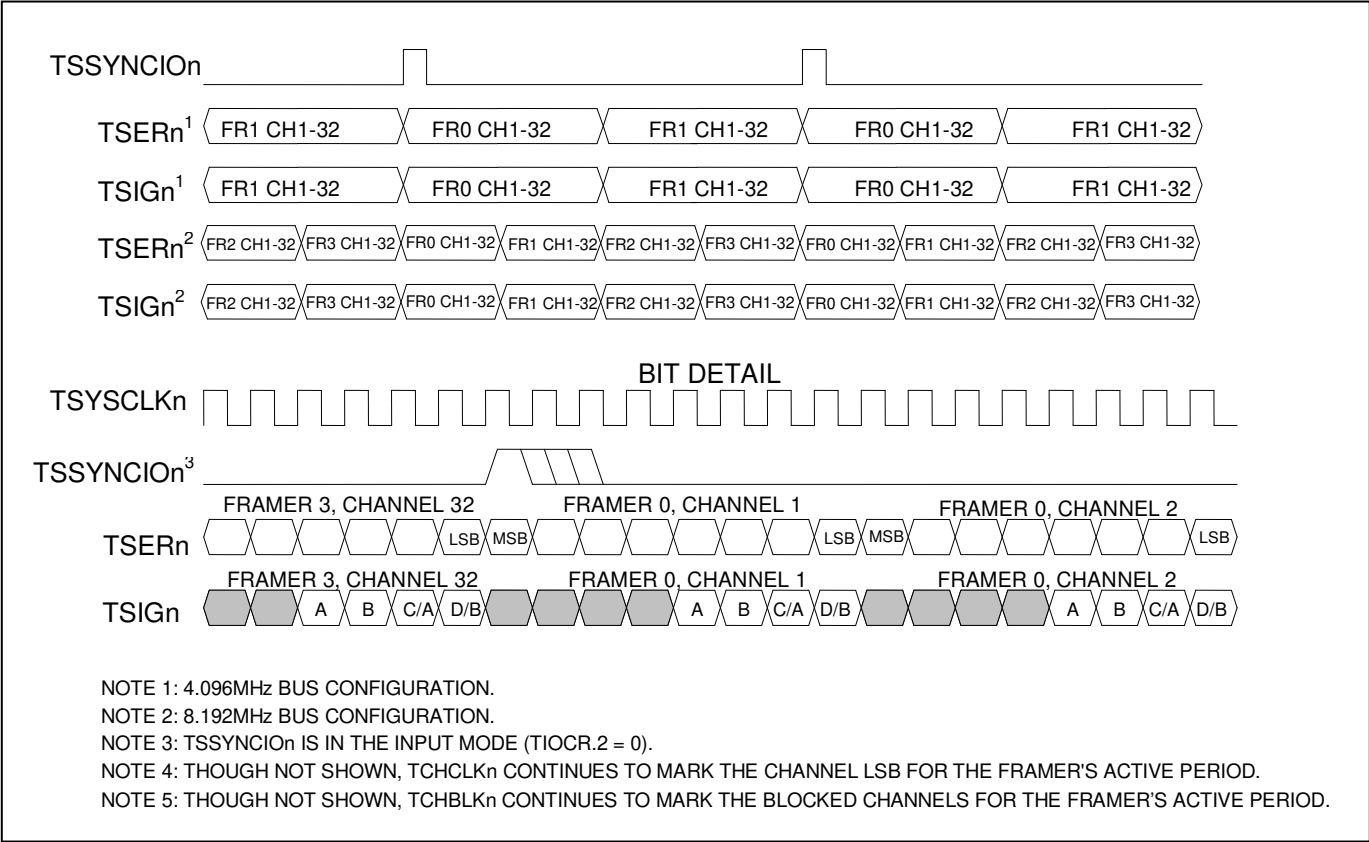 TSSYNCIOn
TSERn1 FR1 CH1-32 FR0 CH1-32 FR1 CH1-32 FR0 CH1-32 FR1 CH1-32
TSIGn1 FR1 CH1-32 FR0 CH1-32 FR1 CH1-32 FR0 CH1-32 FR1 CH1-32
TSERn2 FR2 CH1-32 FR3 CH1-32 FR0 CH1-32 FR1 CH1-32 FR2 CH1-32 FR3 CH1-32 FR0 CH1-32 FR1 CH1-32 FR2 CH1-32 FR3 CH1-32
TSIGn2 FR2 CH1-32 FR3 CH1-32 FR0 CH1-32 FR1 CH1-32 FR2 CH1-32 FR3 CH1-32 FR0 CH1-32 FR1 CH1-32 FR2 CH1-32 FR3 CH1-32
BIT DETAIL
TSYSCLKn
TSSYNCIOn3
FRAMER 3, CHANNEL 32 FRAMER 0, CHANNEL 1 FRAMER 0, CHANNEL 2
TSERn LSB MSB LSB MSB LSB
FRAMER 3, CHANNEL 32 FRAMER 0, CHANNEL 1 FRAMER 0, CHANNEL 2
TSIGn A B C/A D/B A B C/A D/B A B C/A D/B
NOTE 1: 4.096MHz BUS CONFIGURATION.
NOTE 2: 8.192MHz BUS CONFIGURATION.
NOTE 3: TSSYNCIOn IS IN THE INPUT MODE (TIOCR.2 = 0).
NOTE 4: THOUGH NOT SHOWN, TCHCLKn CONTINUES TO MARK THE CHANNEL LSB FOR THE FRAMER'S ACTIVE PERIOD.
NOTE 5: THOUGH NOT SHOWN, TCHBLKn CONTINUES TO MARK THE BLOCKED CHANNELS FOR THE FRAMER'S ACTIVE PERIOD.